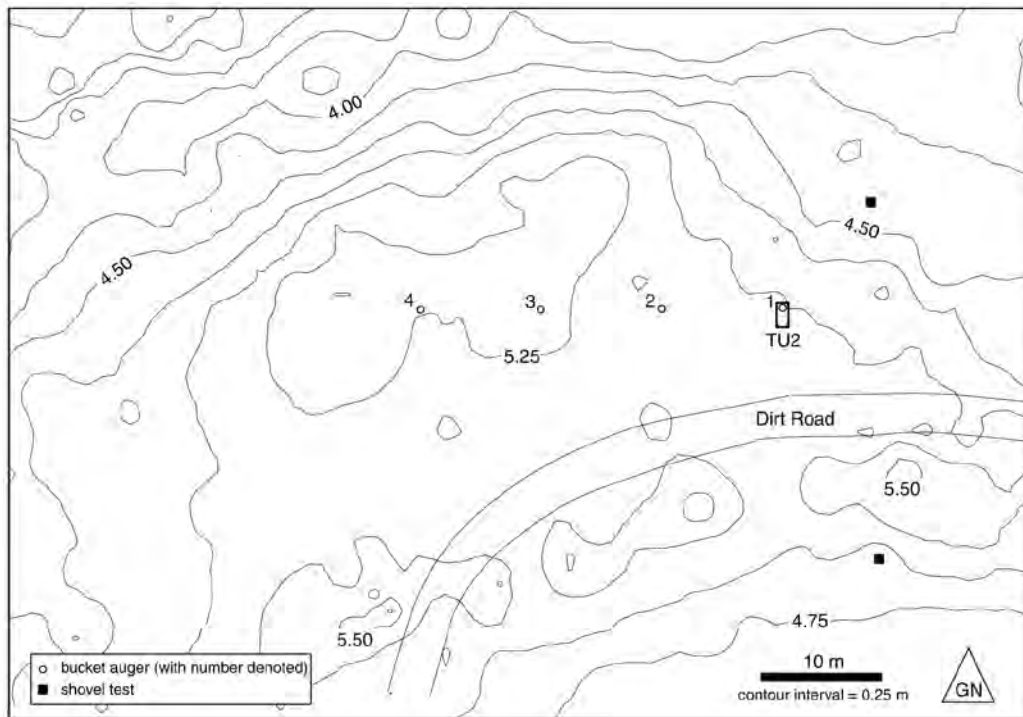 4.00
4.50
4.50
4
3
2
1
TU2
5.25
Dirt Road
5.50
5.50
4.75
bucket auger (with number denoted)
shovel test
10 m
contour interval = 0.25 m
GN